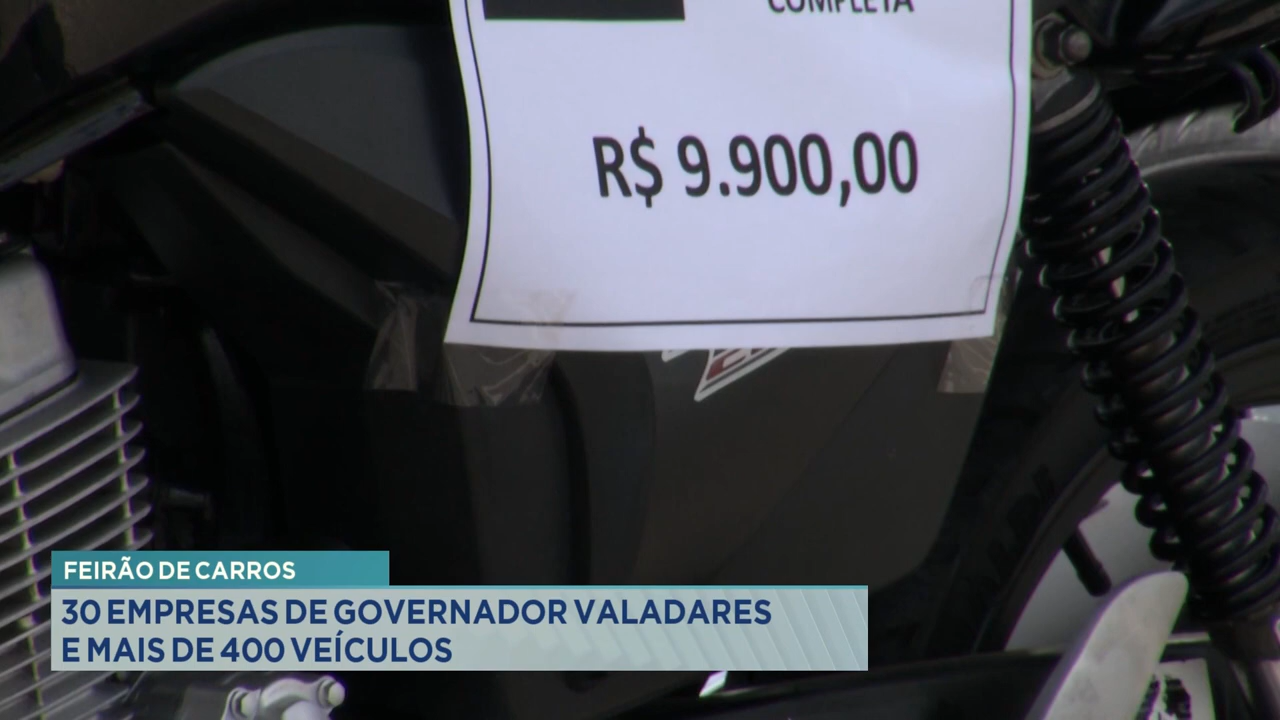 COMPLETA
R$ 9.900,00
FEIRÃO DE CARROS
30 EMPRESAS DE GOVERNADOR VALADARES
E MAIS DE 400 VEÍCULOS